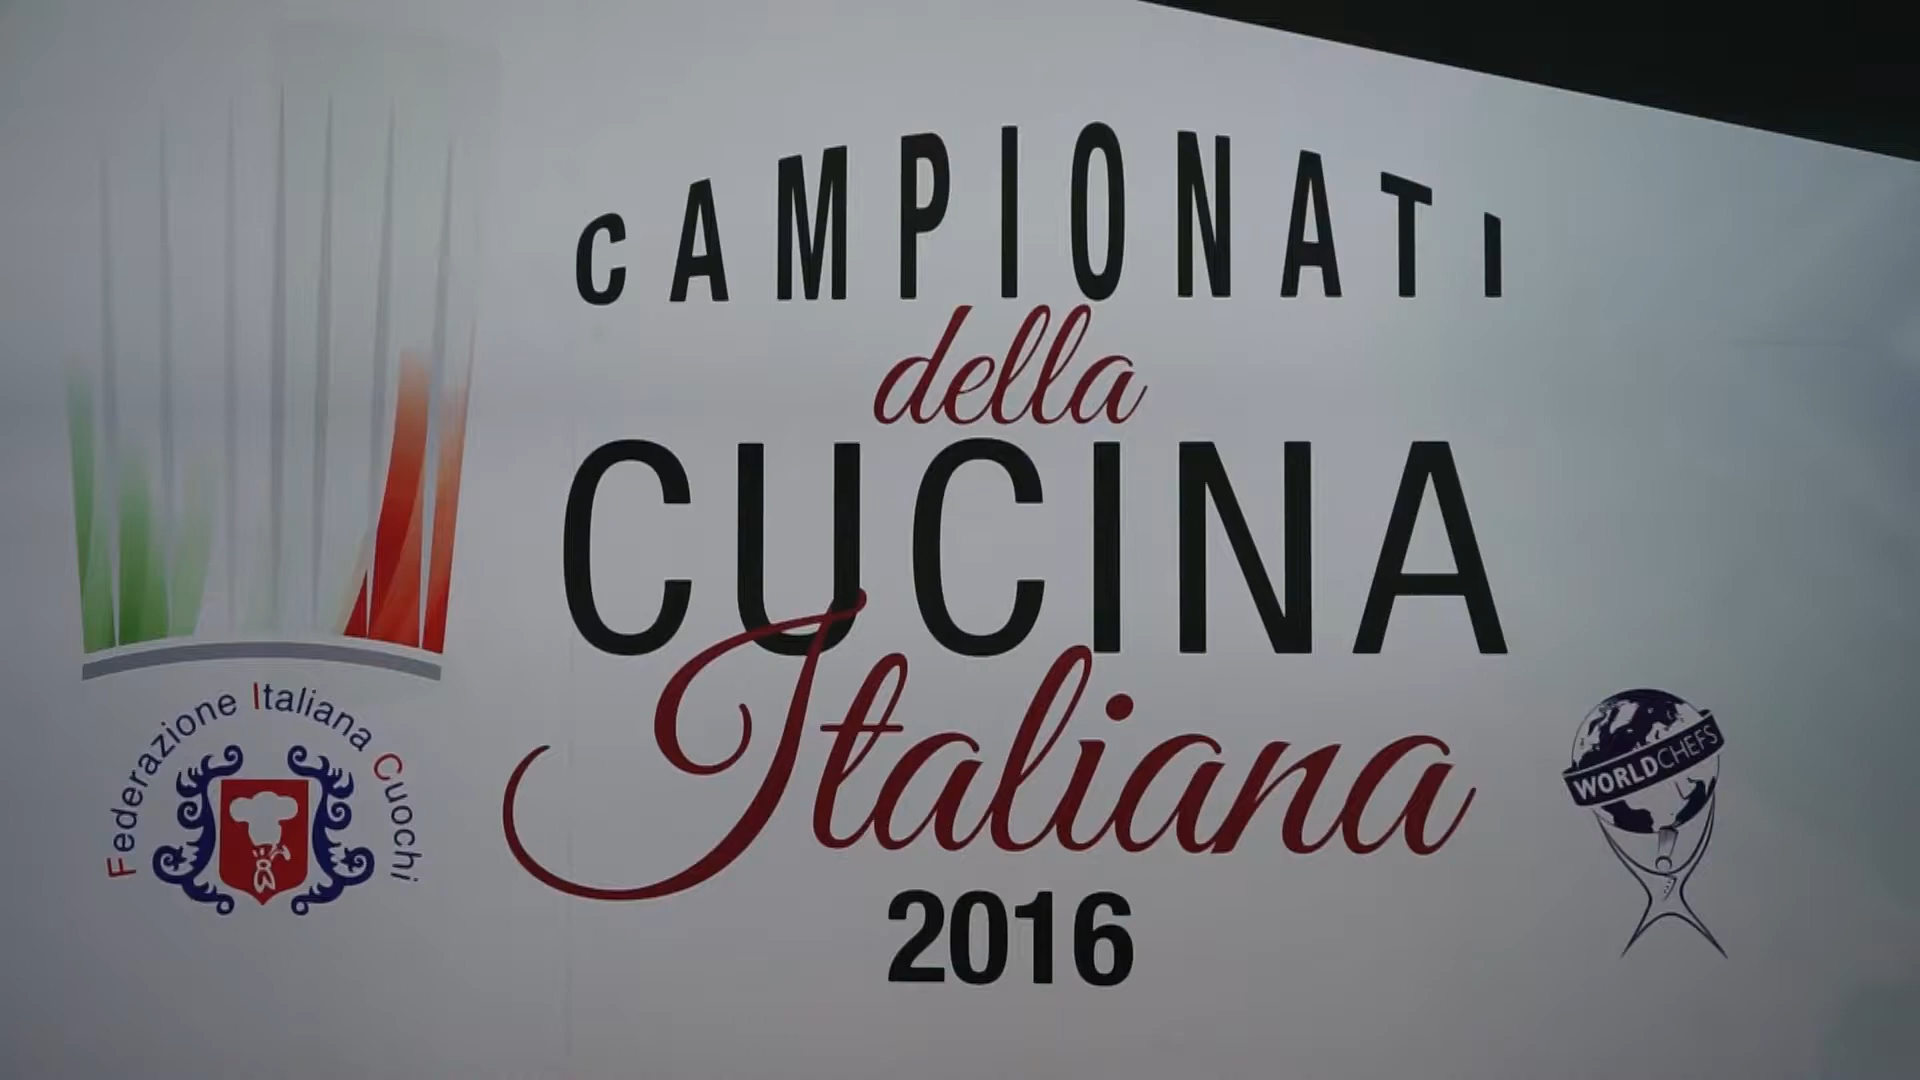 CAMPIONATI
della
CUCINA
Italiana
2016
Federazione Italiana Cuochi
WORLDCHEFS